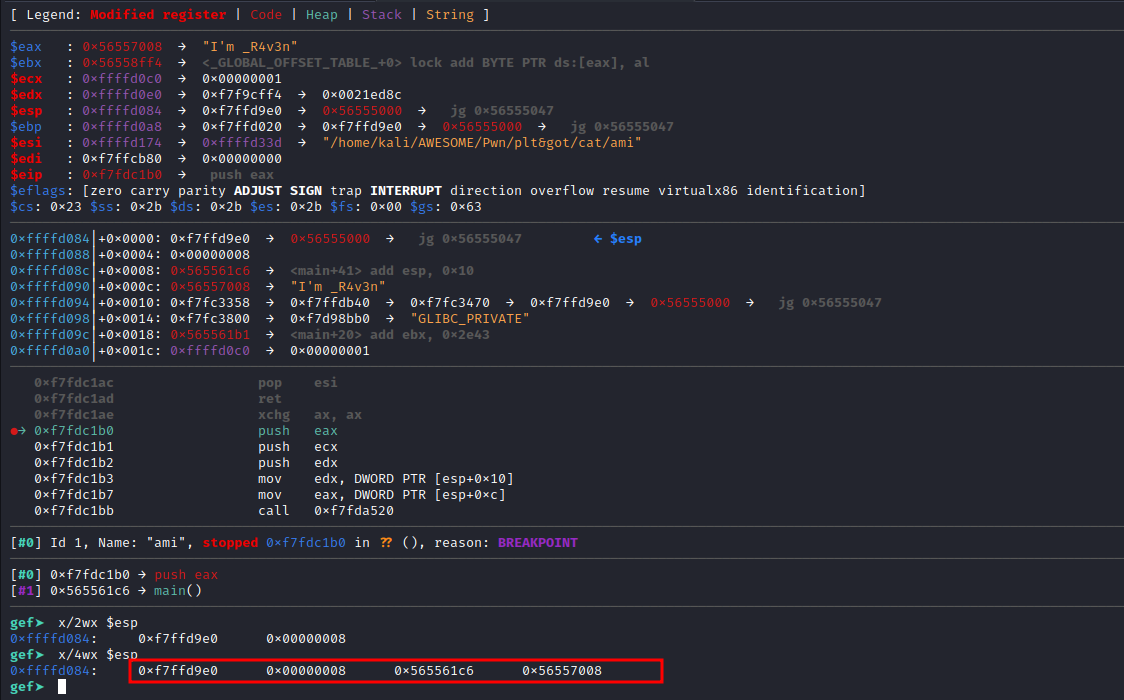 [ Legend: Modified register | Code | Heap | Stack | String ]
$eax   : 0×56557008  →  "I'm _R4v3n"
$ebx   : 0×56558ff4  →  <_GLOBAL_OFFSET_TABLE_+0> lock add BYTE PTR ds:[eax], al
$ecx   : 0×ffffd0c0  →  0×00000001
$edx   : 0×ffffd0e0  →  0×f7f9cff4  →  0×0021ed8c
$esp   : 0×ffffd084  →  0×f7ffd9e0  →  0×56555000  →   jg 0×56555047
$ebp   : 0×ffffd0a8  →  0×f7ffd020  →  0×f7ffd9e0  →  0×56555000  →   jg 0×56555047
$esi   : 0×ffffd174  →  0×ffffd33d  →  "/home/kali/AWESOME/Pwn/plt&got/cat/ami"
$edi   : 0×f7ffcb80  →  0×00000000
$eip   : 0×f7fdc1b0  →   push eax
$eflags: [zero carry parity ADJUST SIGN trap INTERRUPT direction overflow resume virtualx86 identification]
$cs: 0×23 $ss: 0×2b $ds: 0×2b $es: 0×2b $fs: 0×00 $gs: 0×63
0×ffffd084│+0×0000: 0×f7ffd9e0  →  0×56555000  →   jg 0×56555047         ← $esp
0×ffffd088│+0×0004: 0×00000008
0×ffffd08c│+0×0008: 0×565561c6  →  <main+41> add esp, 0×10
0×ffffd090│+0×000c: 0×56557008  →  "I'm _R4v3n"
0×ffffd094│+0×0010: 0×f7fc3358  →  0×f7ffdb40  →  0×f7fc3470  →  0×f7ffd9e0  →  0×56555000  →   jg 0×56555047
0×ffffd098│+0×0014: 0×f7fc3800  →  0×f7d98bb0  →  "GLIBC_PRIVATE"
0×ffffd09c│+0×0018: 0×565561b1  →  <main+20> add ebx, 0×2e43
0×ffffd0a0│+0×001c: 0×ffffd0c0  →  0×00000001
0×f7fdc1ac                  pop    esi
0×f7fdc1ad                  ret
0×f7fdc1ae                  xchg   ax, ax
●→ 0×f7fdc1b0                  push   eax
0×f7fdc1b1                  push   ecx
0×f7fdc1b2                  push   edx
0×f7fdc1b3                  mov    edx, DWORD PTR [esp+0×10]
0×f7fdc1b7                  mov    eax, DWORD PTR [esp+0×c]
0×f7fdc1bb                  call   0×f7fda520
[#0] Id 1, Name: "ami", stopped 0×f7fdc1b0 in ?? (), reason: BREAKPOINT
[#0] 0×f7fdc1b0 → push eax
[#1] 0×565561c6 → main()
gef➤  x/2wx $esp
0×ffffd084:     0×f7ffd9e0      0×00000008
gef➤  x/4wx $esp
0×ffffd084:     0×f7ffd9e0      0×00000008      0×565561c6      0×56557008
gef➤